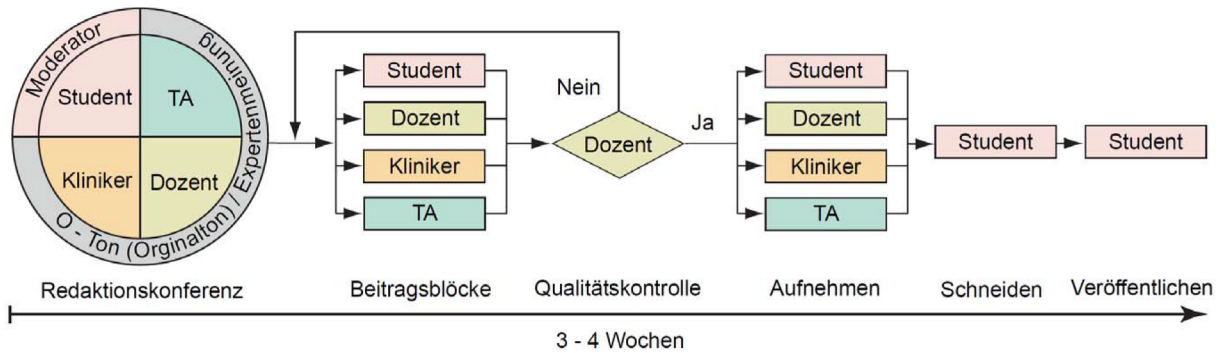 Moderator
O - Ton (Orginalton) / Expertenmeinung
Student
TA
Kliniker
Dozent
Student
Dozent
Kliniker
TA
Nein
Dozent
Ja
Student
Dozent
Kliniker
TA
Student
Student
Redaktionskonferenz
Beitragsblöcke
Qualitätskontrolle
Aufnehmen
Schneiden
Veröffentlichen
3 - 4 Wochen